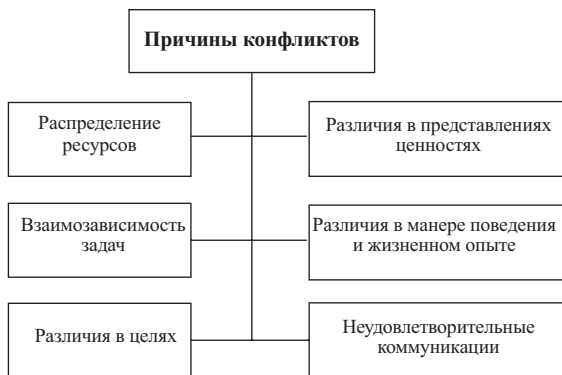 Причины конфликтов
Распределение
ресурсов
Различия в представлениях
ценностях
Взаимозависимость
задач
Различия в манере поведения
и жизненном опыте
Различия в целях
Неудовлетворительные
коммуникации